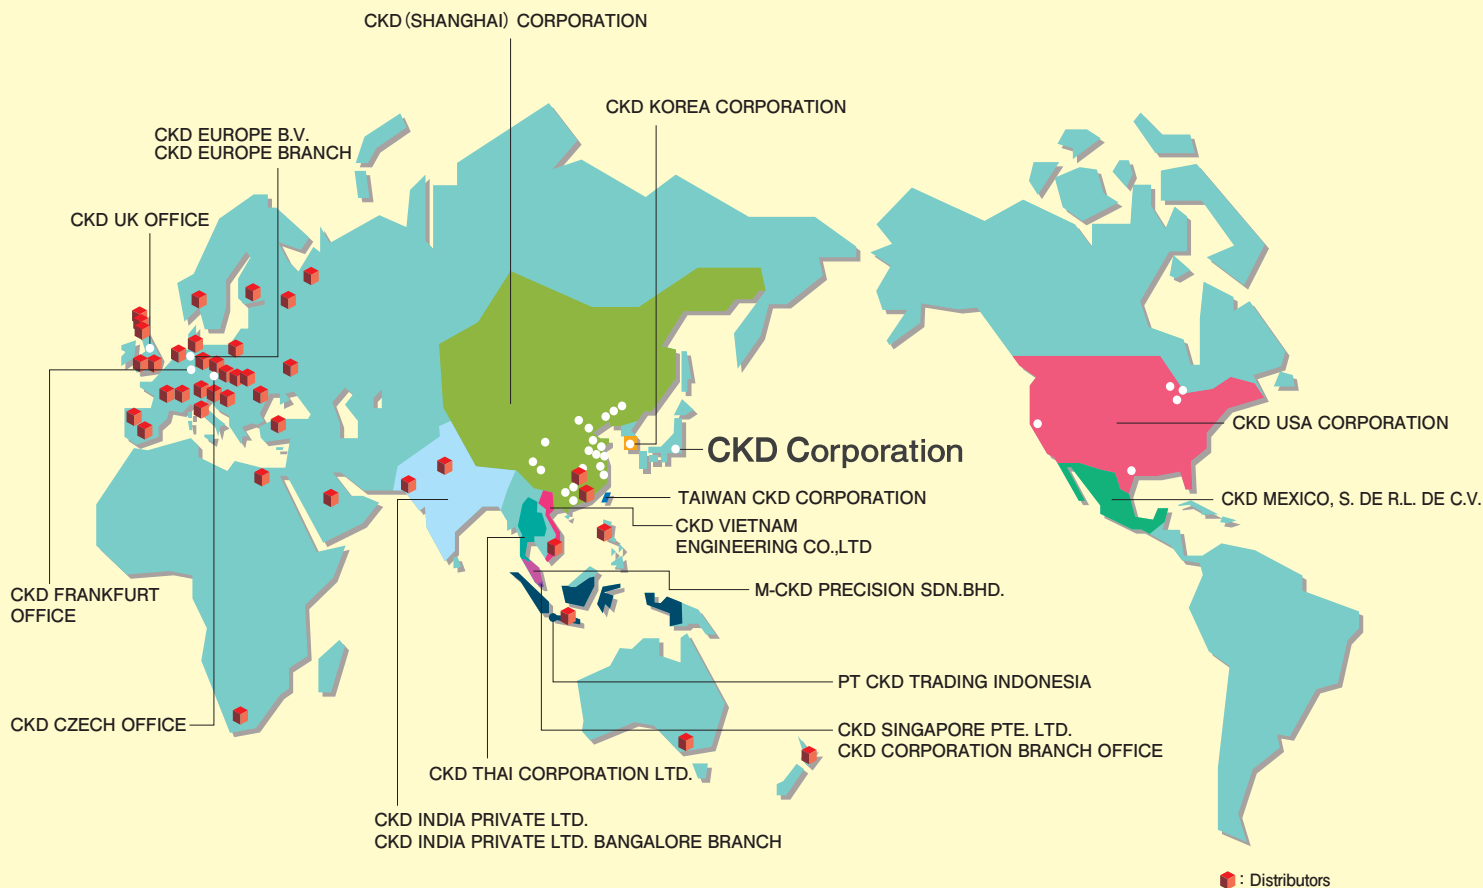 CKD (SHANGHAI) CORPORATION
CKD KOREA CORPORATION
CKD EUROPE B.V.
CKD EUROPE BRANCH
CKD UK OFFICE
CKD USA CORPORATION
CKD Corporation
TAIWAN CKD CORPORATION
CKD MEXICO, S. DE R.L. DE C.V.
CKD VIETNAM
ENGINEERING CO.,LTD
CKD FRANKFURT
OFFICE
M-CKD PRECISION SDN.BHD.
PT CKD TRADING INDONESIA
CKD CZECH OFFICE
CKD SINGAPORE PTE. LTD.
CKD CORPORATION BRANCH OFFICE
CKD THAI CORPORATION LTD.
CKD INDIA PRIVATE LTD.
CKD INDIA PRIVATE LTD. BANGALORE BRANCH
: Distributors